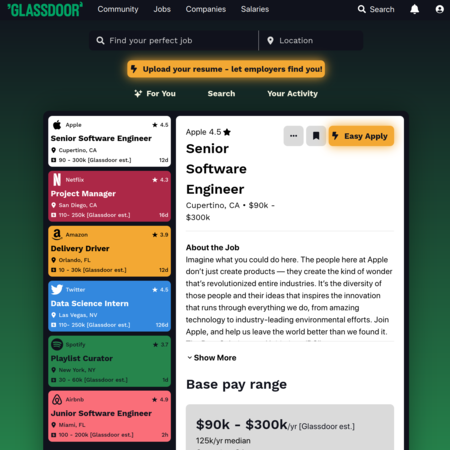 "GLASSDOOR"
Community
Jobs
Companies
Salaries
Search
Find your perfect job
Location
Upload your resume - let employers find you!
For You
Search
Your Activity
Apple
4.5
Senior Software Engineer
Cupertino, CA
90 - 300k [Glassdoor est.]
12d
Netflix
4.3
Project Manager
San Diego, CA
110- 250k [Glassdoor est.]
16d
Amazon
3.9
Delivery Driver
Orlando, FL
10 - 30k [Glassdoor est.]
12d
Twitter
4.5
Data Science Intern
Las Vegas, NV
110- 250k [Glassdoor est.]
126d
Spotify
3.7
Playlist Curator
New York, NY
30 - 60k [Glassdoor est.]
1d
Airbnb
4.9
Junior Software Engineer
Miami, FL
100 - 200k [Glassdoor est.]
2h
Apple 4.5
Easy Apply
Senior
Software
Engineer
Cupertino, CA • $90k -
$300k
About the Job
Imagine what you could do here. The people here at Apple
don't just create products — they create the kind of wonder
that's revolutionized entire industries. It's the diversity of
those people and their ideas that inspires the innovation
that runs through everything we do, from amazing
technology to industry-leading environmental efforts. Join
Apple, and help us leave the world better than we found it.
Show More
Base pay range
$90k - $300k/yr [Glassdoor est.]
125k/yr median